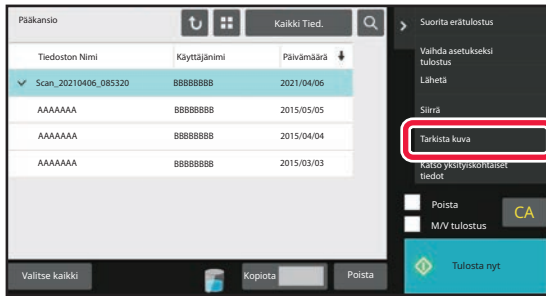 Pääkansio
Kaikki Tied.
Tiedoston Nimi Käyttäjänimi Päivämäärä
Scan_20210406_085320 BBBBBBBB 2021/04/06
AAAAAAA BBBBBBBB 2015/05/05
AAAAAAA BBBBBBBB 2015/04/04
AAAAAAA BBBBBBBB 2015/03/03
Valitse kaikki
Kopiota
Poista
Suorita erätulostus
Vaihda asetukseksi
tulostus
Lähetä
Siirrä
Tarkista kuva
Katso yksityiskohtaiset
tiedot
Poista
M/V tulostus
CA
Tulosta nyt